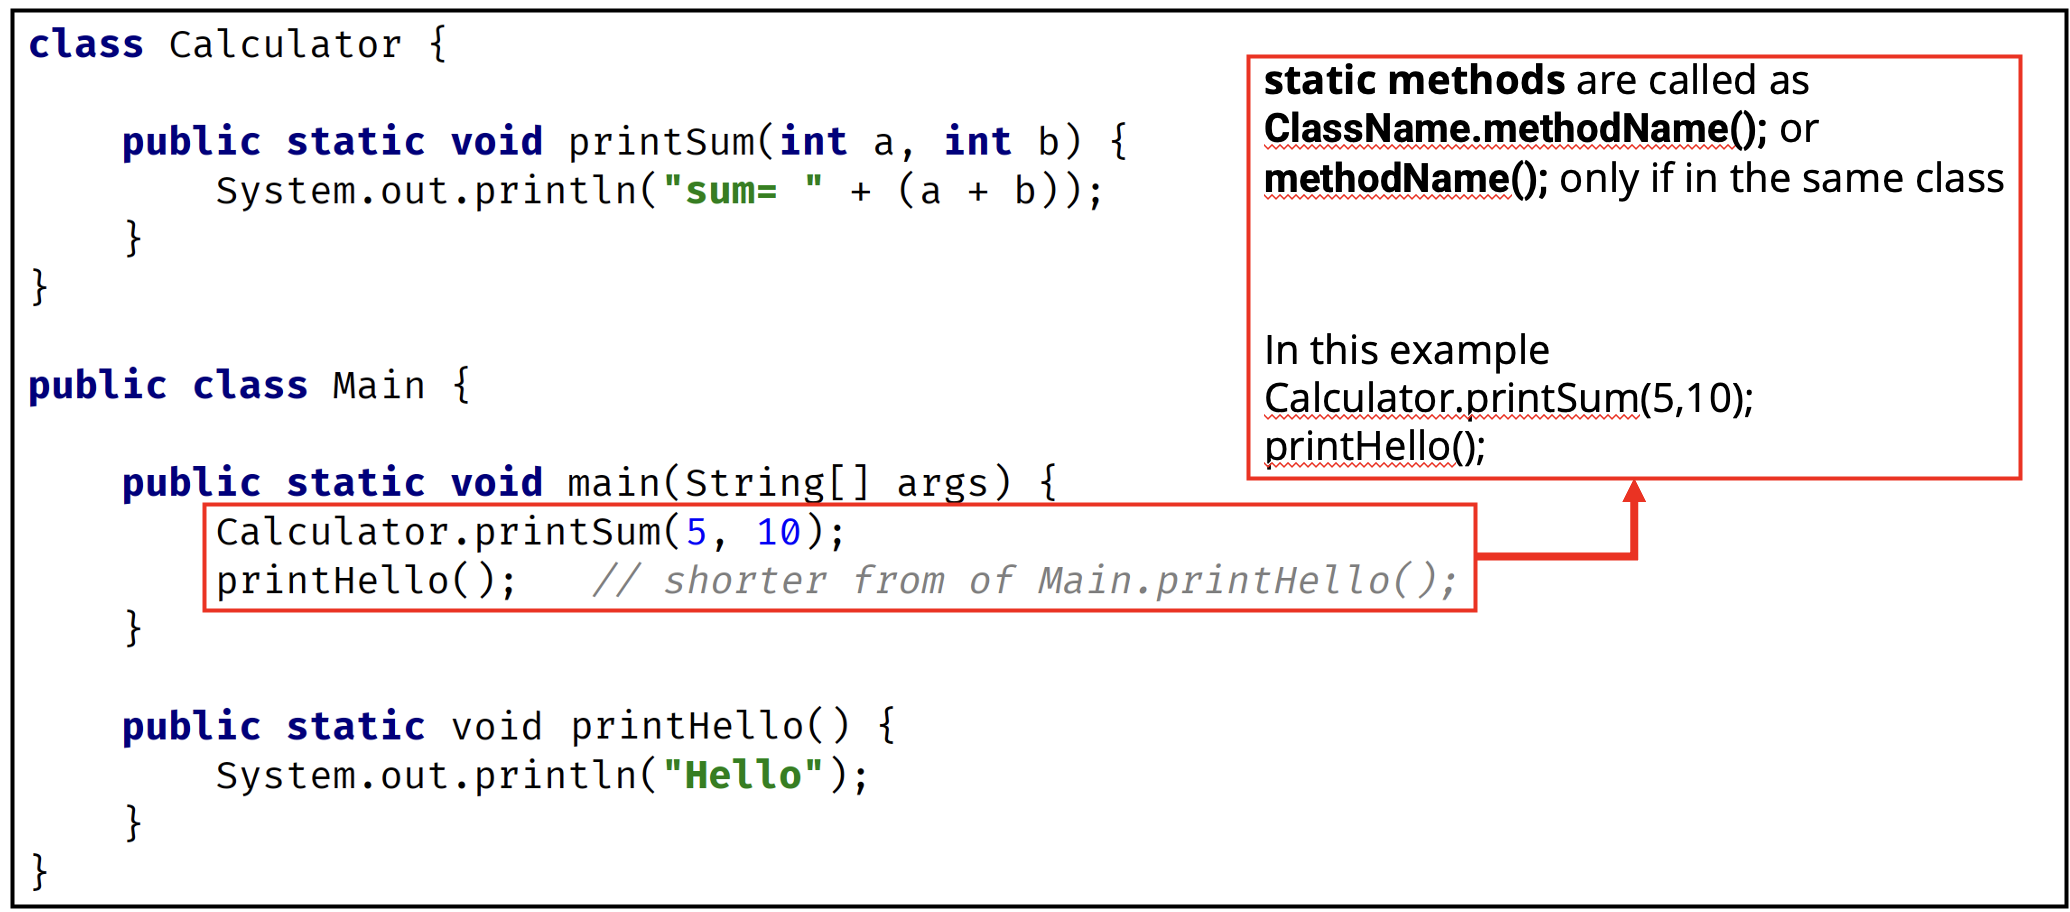 class Calculator {
    public static void printSum(int a, int b) {
        System.out.println("sum= " + (a + b));
    }
}
public class Main {
    public static void main(String[] args) {
        Calculator.printSum(5, 10);
        printHello();   // shorter from of Main.printHello();
    }
    public static void printHello() {
        System.out.println("Hello");
    }
}
static methods are called as
ClassName.methodName(); or
methodName(); only if in the same class
In this example
Calculator.printSum(5,10);
printHello();